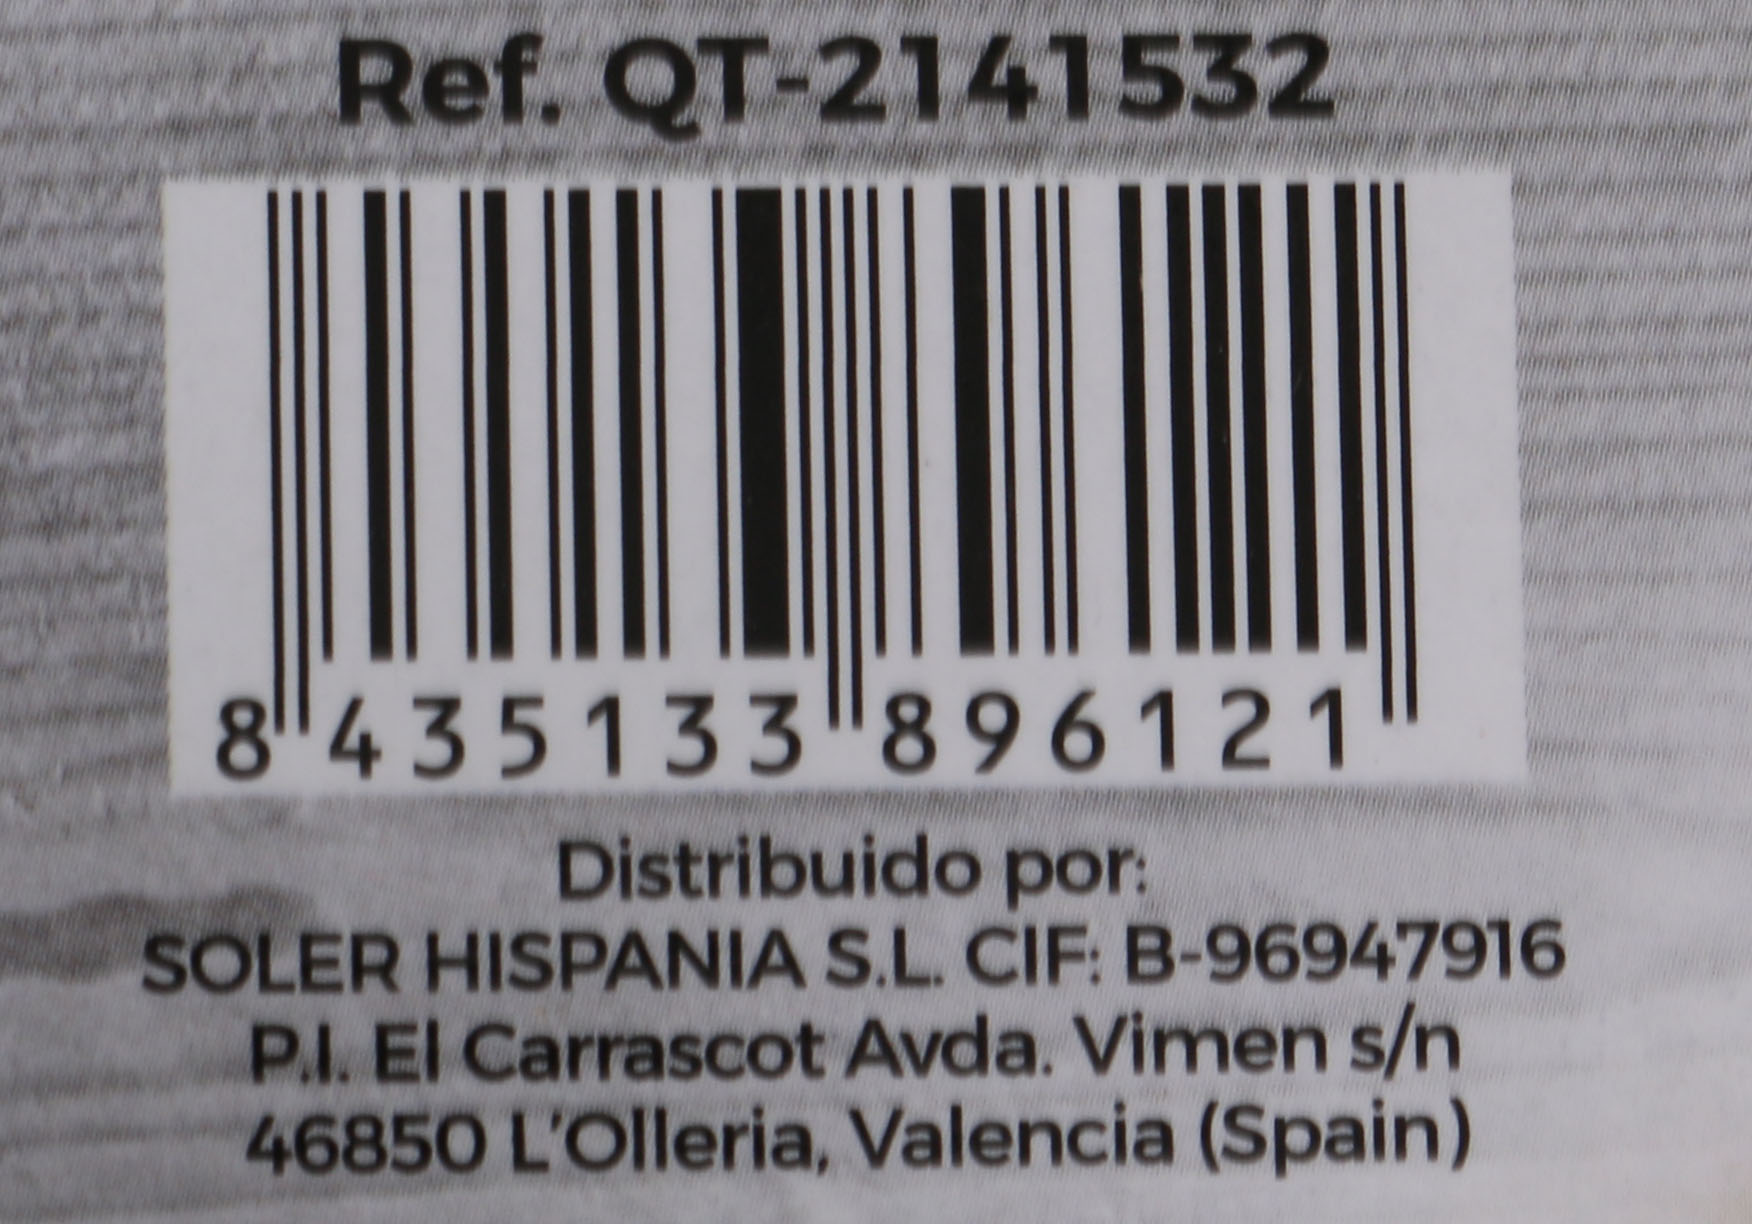 Ref. QT-2141532
8 435133 896121
Distribuido por:
SOLER HISPANIA S.L. CIF: B-96947916
P.I. El Carrascot Avda. Vimen s/n
46850 L'Olleria, Valencia (Spain)